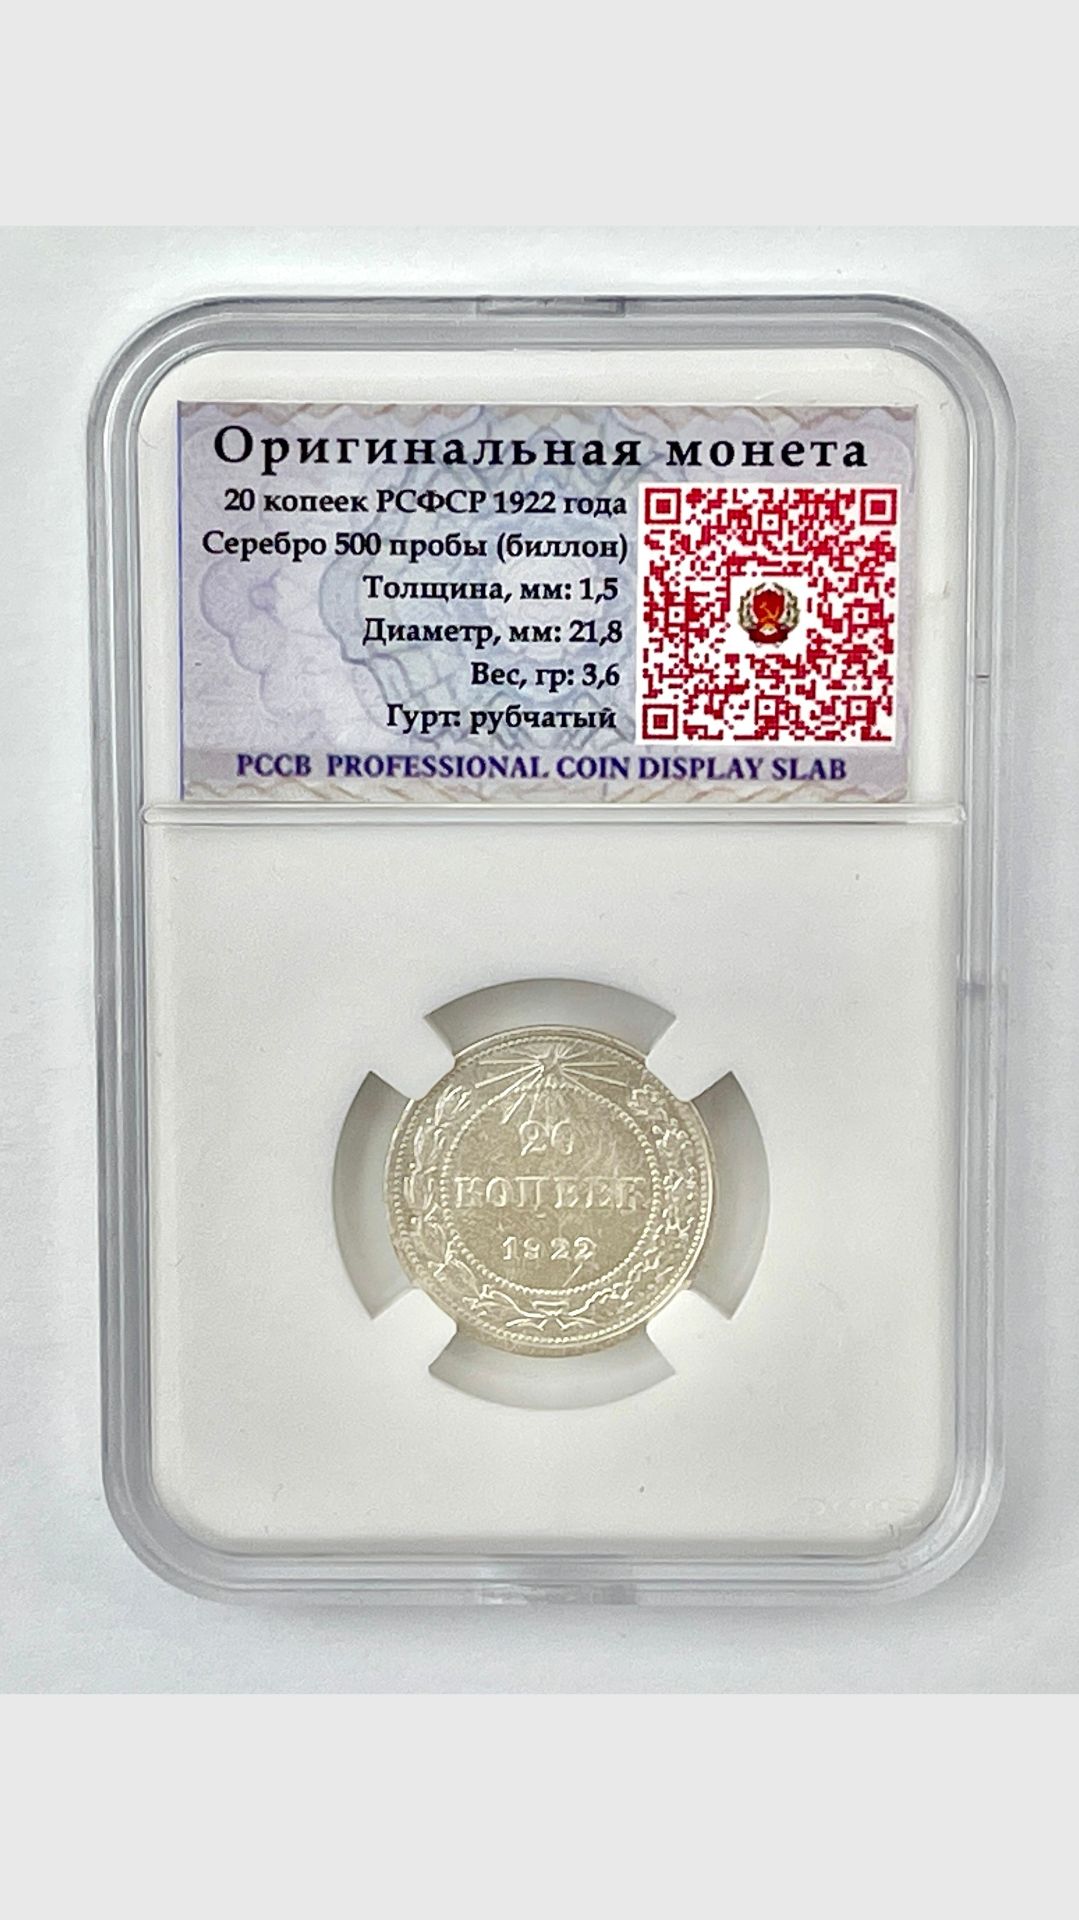 Оригинальная монета
20 копеек РСФСР 1922 года
Серебро 500 пробы (биллон)
Толщина, мм: 1,5
Диаметр, мм: 21,8
Вес, гр: 3,6
Гурт: рубчатый
PCCB PROFESSIONAL COIN DISPLAY SLAB
20
КОПЕЕК
1922